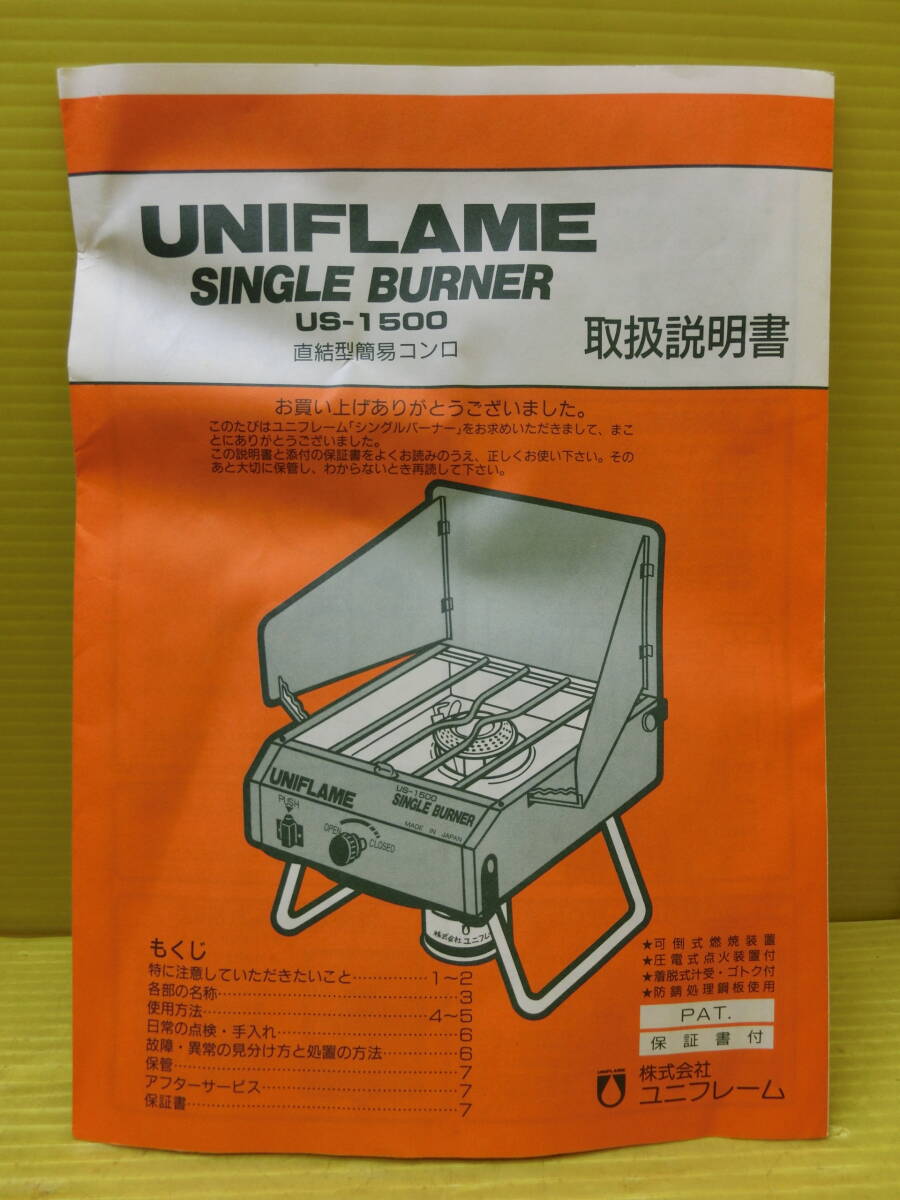 UNIFLAME
SINGLE BURNER
US-1500
直結型簡易コンロ
取扱説明書
お買い上げありがとうございました。
このたびはユニフレーム「シングルバーナー」をお求めいただきまして、まこ
とにありがとうございました。
この説明書と添付の保証書をよくお読みのうえ、正しくお使い下さい。その
あと大切に保管し、わからないとき再読して下さい。
UNIFLAME
US-1500
SINGLE BURNER
MADE IN JAPAN
PUSH
OPEN
CLOSED
株式会社 ユニフレ
もくじ
特に注意していただきたいこと…………1〜2
各部の名称…………3
使用方法…………4〜5
日常の点検・手入れ…………6
故障・異常の見分け方と処置の方法…………6
保管…………7
アフターサービス…………7
保証書…………7
★可倒式燃焼装置
★圧電式点火装置付
★着脱式汁受・ゴトク付
★防錆処理鋼板使用
PAT.
保証書付
株式会社
ユニフレーム